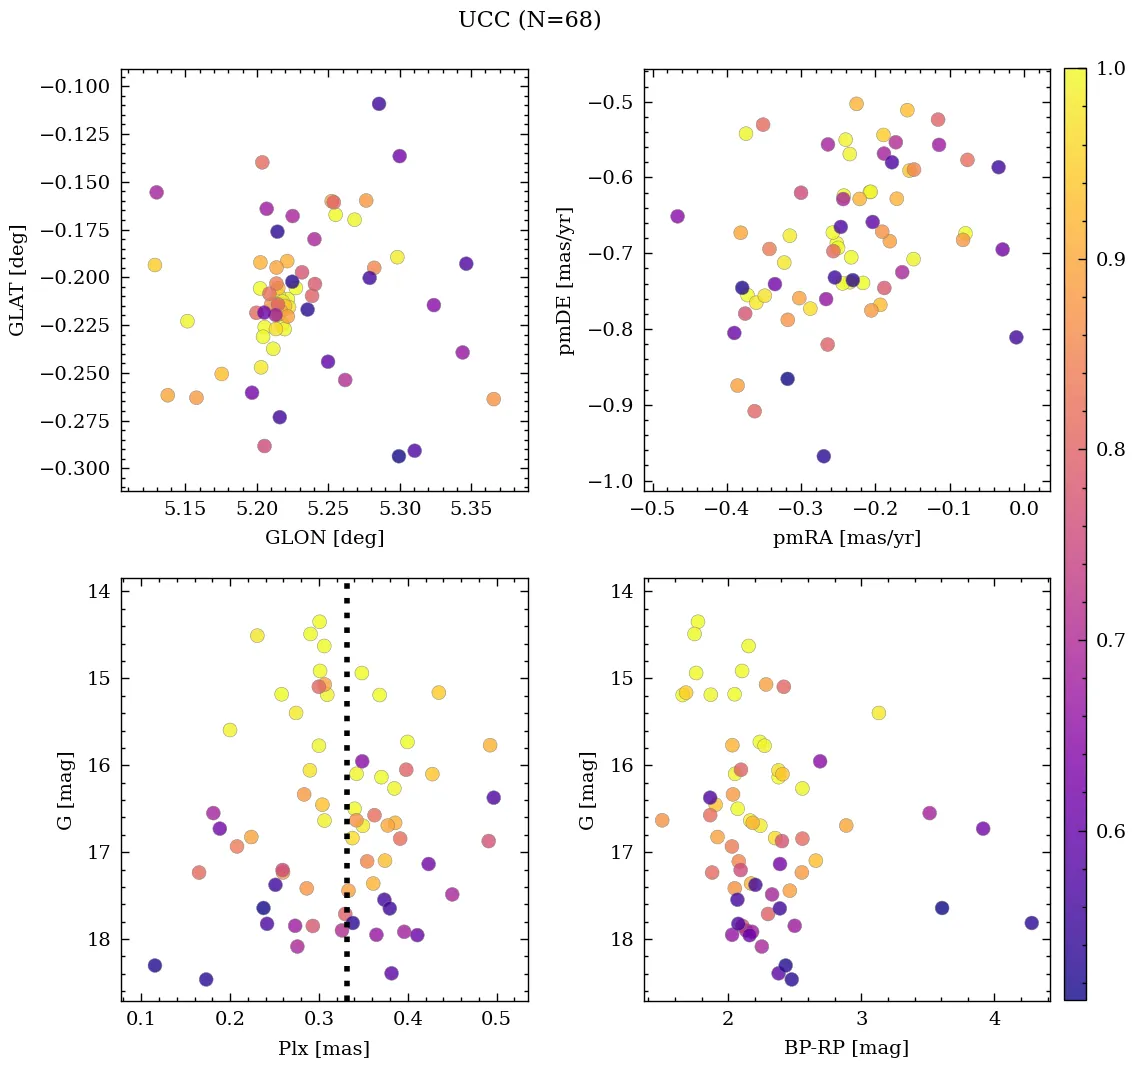 UCC (N=68)
−0.100
−0.125
−0.150
−0.175
−0.200
−0.225
−0.250
−0.275
−0.300
GLAT [deg]
5.15 5.20 5.25 5.30 5.35
GLON [deg]
−0.5
−0.6
−0.7
−0.8
−0.9
−1.0
pmDE [mas/yr]
−0.5 −0.4 −0.3 −0.2 −0.1 0.0
pmRA [mas/yr]
14
15
16
17
18
G [mag]
0.1 0.2 0.3 0.4 0.5
Plx [mas]
14
15
16
17
18
G [mag]
2 3 4
BP-RP [mag]
1.0
0.9
0.8
0.7
0.6